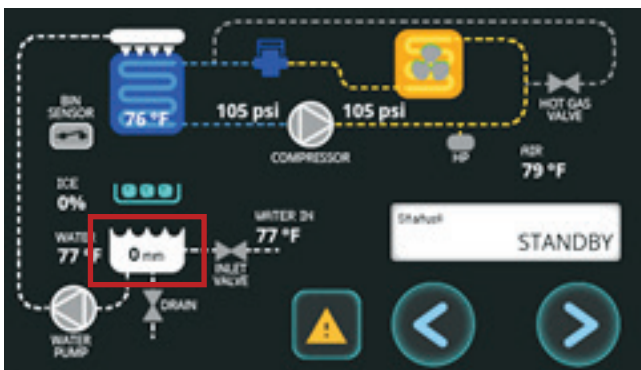 BIN
SENSOR
76 °F
105 psi
105 psi
COMPRESSOR
HOT GAS
VALVE
HP
AIR
79 °F
ICE
0%
WATER
77 °F
0 mm
WATER IN
77 °F
INLET
VALVE
DRAIN
WATER
PUMP
Status:
STANDBY